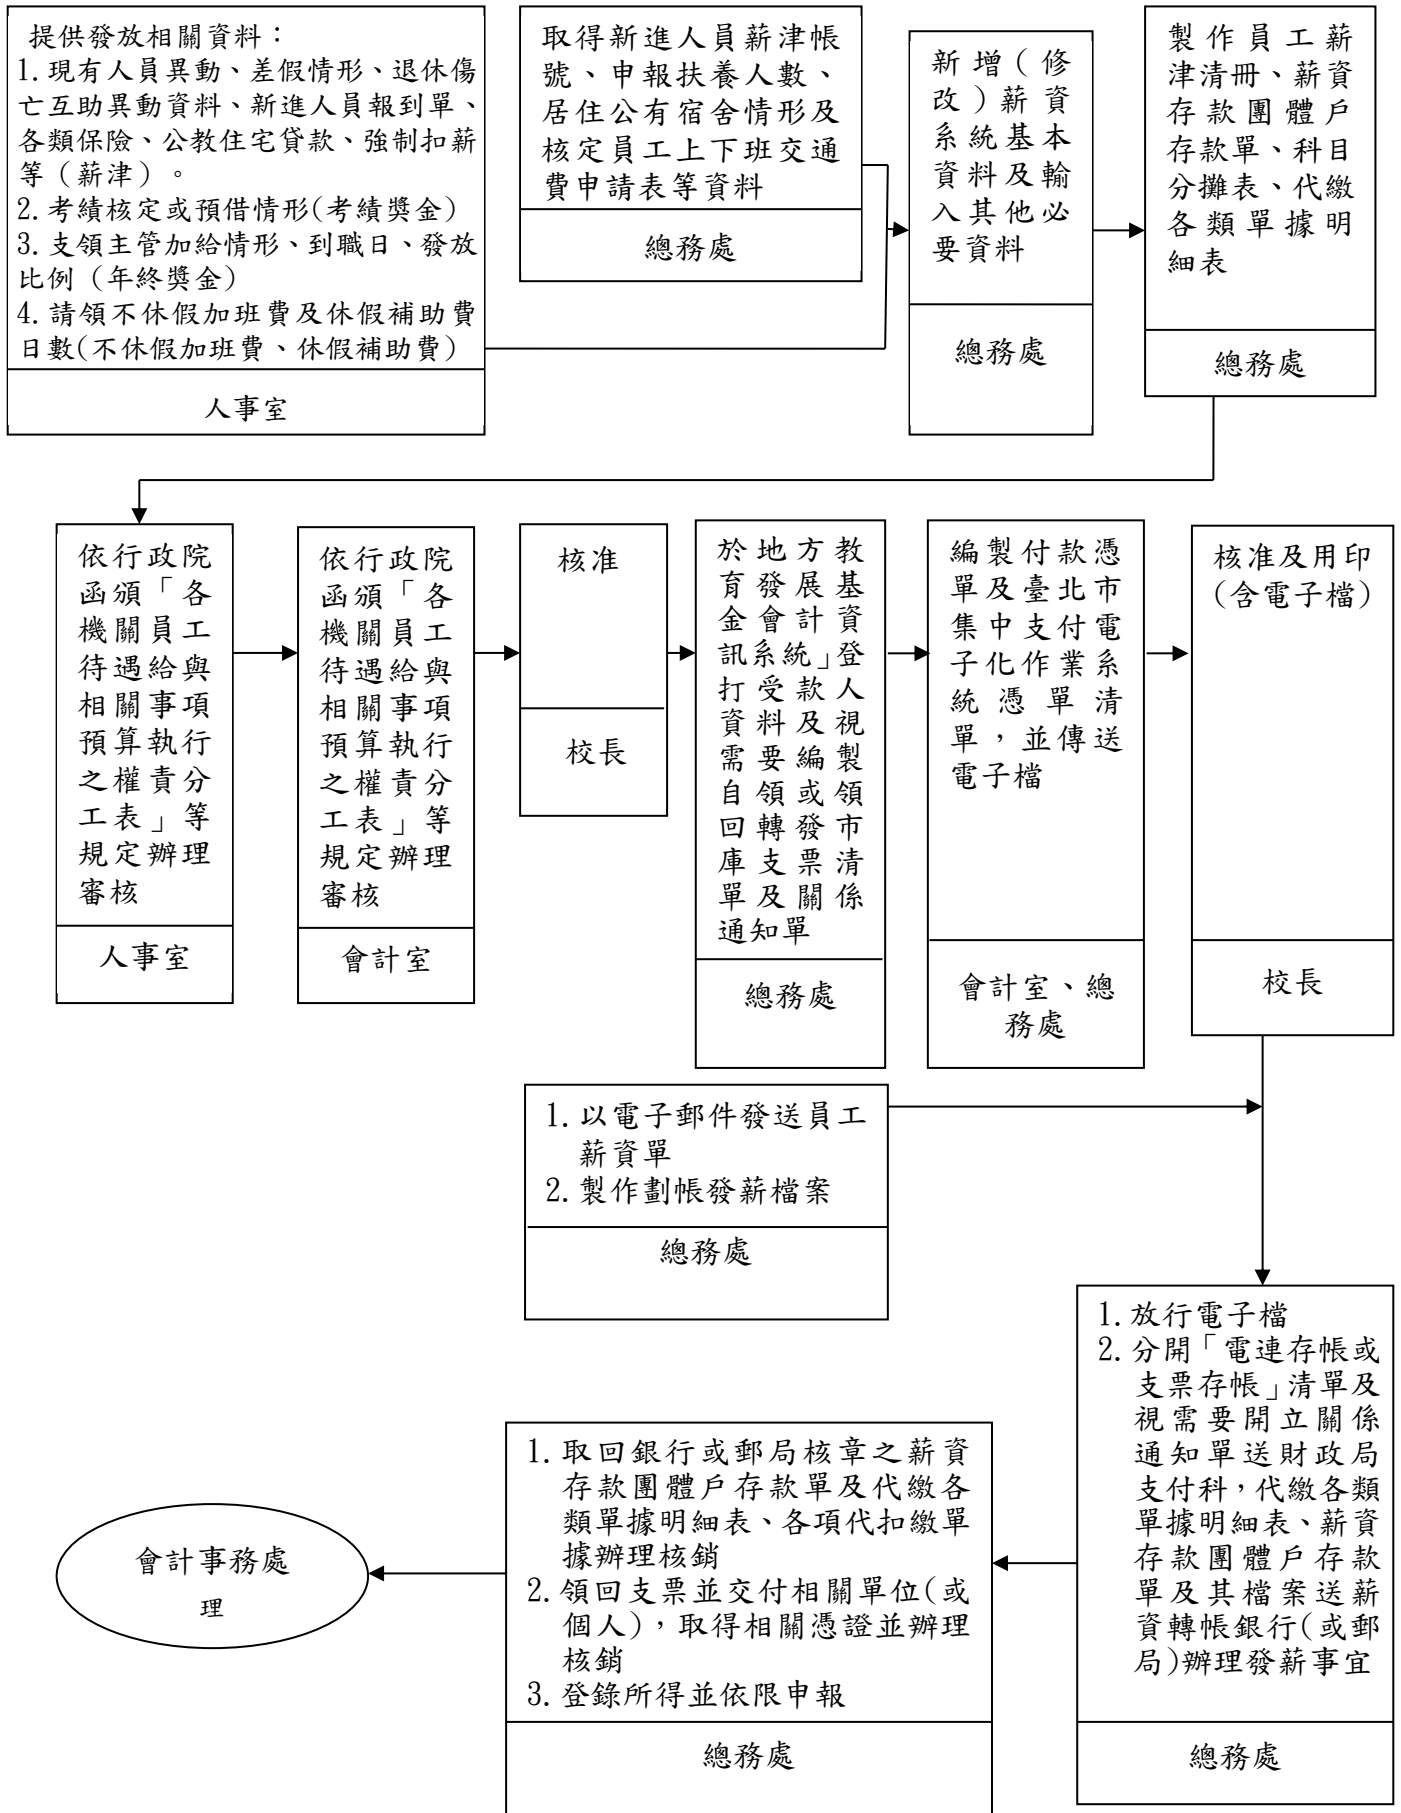 提供發放相關資料：
1.現有人員異動、差假情形、退休傷
亡互助異動資料、新進人員報到單、
各類保險、公教住宅貸款、強制扣薪
等（薪津）。
2.考績核定或預借情形(考績獎金)
3.支領主管加給情形、到職日、發放
比例（年終獎金）
4.請領不休假加班費及休假補助費
日數(不休假加班費、休假補助費)
人事室
取得新進人員薪津帳
號、申報扶養人數、
居住公有宿舍情形及
核定員工上下班交通
費申請表等資料
總務處
新增（修
改）薪資
系統基本
資料及輸
入其他必
要資料
總務處
製作員工薪
津清冊、薪資
存款團體戶
存款單、科目
分攤表、代繳
各類單據明
細表
總務處
依行政院
函頒「各
機關員工
待遇給與
相關事項
預算執行
之權責分
工表」等
規定辦理
審核
人事室
依行政院
函頒「各
機關員工
待遇給與
相關事項
預算執行
之權責分
工表」等
規定辦理
審核
會計室
核准
校長
於地方教
育發展基
金會計資
訊系統」登
打受款人
資料及視
需要編製
自領或領
回轉發市
庫支票清
單及關係
通知單
總務處
編製付款憑
單及臺北市
集中支付電
子化作業系
統憑單清
單，並傳送
電子檔
會計室、總
務處
核准及用印
(含電子檔)
校長
1.以電子郵件發送員工
薪資單
2.製作劃帳發薪檔案
總務處
1.放行電子檔
2.分開「電連存帳或
支票存帳」清單及
視需要開立關係
通知單送財政局
支付科，代繳各類
單據明細表、薪資
存款團體戶存款
單及其檔案送薪
資轉帳銀行(或郵
局)辦理發薪事宜
總務處
1.取回銀行或郵局核章之薪資
存款團體戶存款單及代繳各
類單據明細表、各項代扣繳單
據辦理核銷
2.領回支票並交付相關單位(或
個人)，取得相關憑證並辦理
核銷
3.登錄所得並依限申報
總務處
會計事務處
理